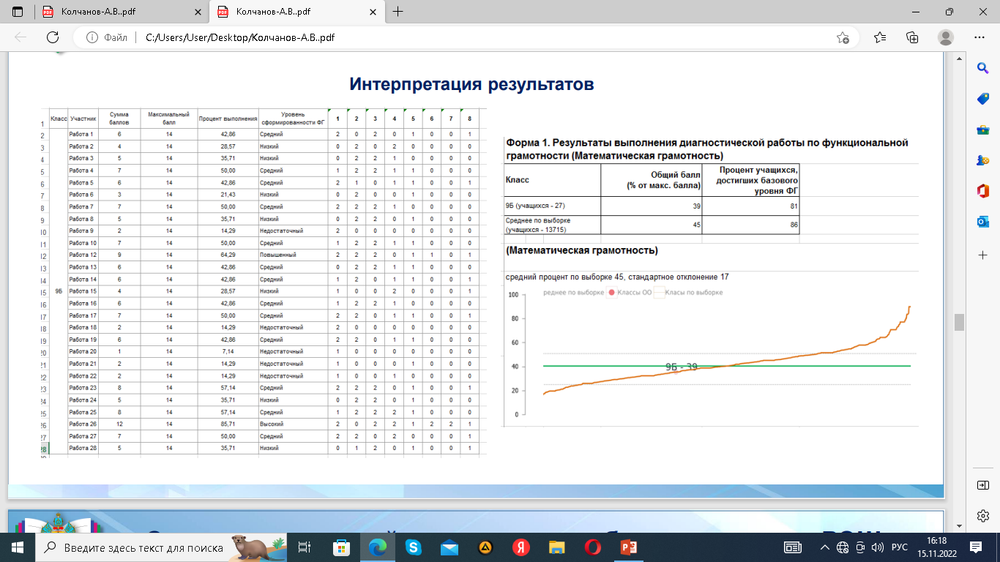 Колчанов-А.В..pdf
Колчанов-А.В..pdf
Файл C:/Users/User/Desktop/Колчанов-А.В..pdf
Интерпретация результатов
1 Класс Участник Сумма баллов Максимальный балл Процент выполнения Уровень сформированности ФГ 1 2 3 4 5 6 7 8
2 Работа 1 6 14 42,86 Средний 2 0 2 0 1 0 0 1
3 Работа 2 4 14 28,57 Низкий 0 2 0 2 0 0 0 0
4 Работа 3 5 14 35,71 Низкий 0 2 2 1 0 0 0 0
5 Работа 4 7 14 50,00 Средний 1 2 2 1 1 0 0 0
6 Работа 5 6 14 42,86 Средний 2 1 0 1 1 0 0 1
7 Работа 6 3 14 21,43 Низкий 0 2 0 0 1 0 0 0
8 Работа 7 7 14 50,00 Средний 2 2 2 1 0 0 0 0
9 Работа 8 5 14 35,71 Низкий 0 2 2 0 1 0 0 0
10 Работа 9 2 14 14,29 Недостаточный 2 0 0 0 0 0 0 0
11 Работа 10 7 14 50,00 Средний 1 2 2 1 1 0 0 0
12 Работа 12 9 14 64,29 Повышенный 2 2 2 0 1 1 0 1
13 Работа 13 6 14 42,86 Средний 0 2 2 1 1 0 0 0
14 Работа 14 6 14 42,86 Средний 1 2 0 1 1 0 0 1
15 9Б Работа 15 4 14 28,57 Низкий 1 0 0 2 0 0 0 1
16 Работа 16 6 14 42,86 Средний 1 2 2 1 0 0 0 0
17 Работа 17 7 14 50,00 Средний 2 2 0 1 1 0 0 1
18 Работа 18 2 14 14,29 Недостаточный 2 0 0 0 0 0 0 0
19 Работа 19 6 14 42,86 Средний 2 2 0 1 1 0 0 0
20 Работа 20 1 14 7,14 Недостаточный 1 0 0 0 0 0 0 0
21 Работа 21 2 14 14,29 Недостаточный 1 0 0 0 1 0 0 0
22 Работа 22 2 14 14,29 Недостаточный 1 0 0 1 0 0 0 0
23 Работа 23 8 14 57,14 Средний 2 2 2 0 1 0 0 1
24 Работа 24 5 14 35,71 Низкий 0 2 2 0 1 0 0 0
25 Работа 25 8 14 57,14 Средний 1 2 2 2 1 0 0 0
26 Работа 26 12 14 85,71 Высокий 2 0 2 2 1 2 2 1
27 Работа 27 7 14 50,00 Средний 2 2 0 2 0 0 0 1
28 Работа 28 5 14 35,71 Низкий 0 1 2 0 1 0 0 1
Форма 1. Результаты выполнения диагностической работы по функциональной
грамотности (Математическая грамотность)
Класс Общий балл (% от макс. балла) Процент учащихся, достигших базового уровня ФГ
9Б (учащихся - 27) 39 81
Среднее по выборке (учащихся - 13715) 45 86
(Математическая грамотность)
средний процент по выборке 45, стандартное отклонение 17
реднее по выборке Классы ОО Класы по выборке
100
80
60
40
20
0
9Б - 39
Введите здесь текст для поиска
РУС
16:18
15.11.2022